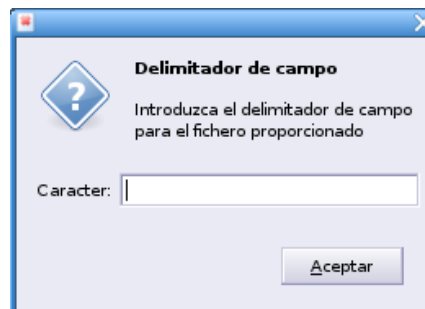 Delimitador de campo
Introduzca el delimitador de campo
para el fichero proporcionado
Caracter:
Aceptar